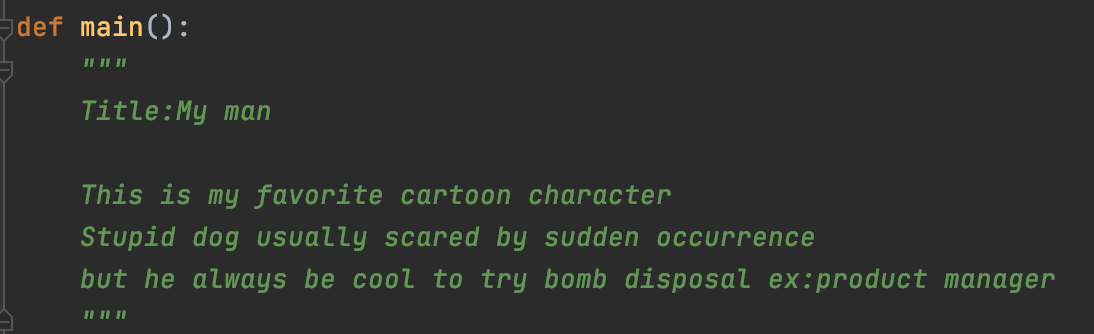 def main():
"""
Title:My man
This is my favorite cartoon character
Stupid dog usually scared by sudden occurrence
but he always be cool to try bomb disposal ex:product manager
"""